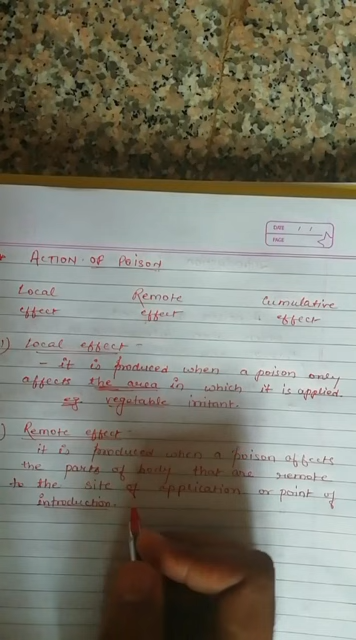 DATE / /
PAGE
ACTION OF POISON
Local Remote Cumulative
effect effect effect
1) Local effect -
- it is produced when a poison only
affects the area in which it is applied.
eg vegetable irritant.
) Remote effect -
it is produced when a poison affects
the parts of body that are remote
to the site of application or point of
introduction.